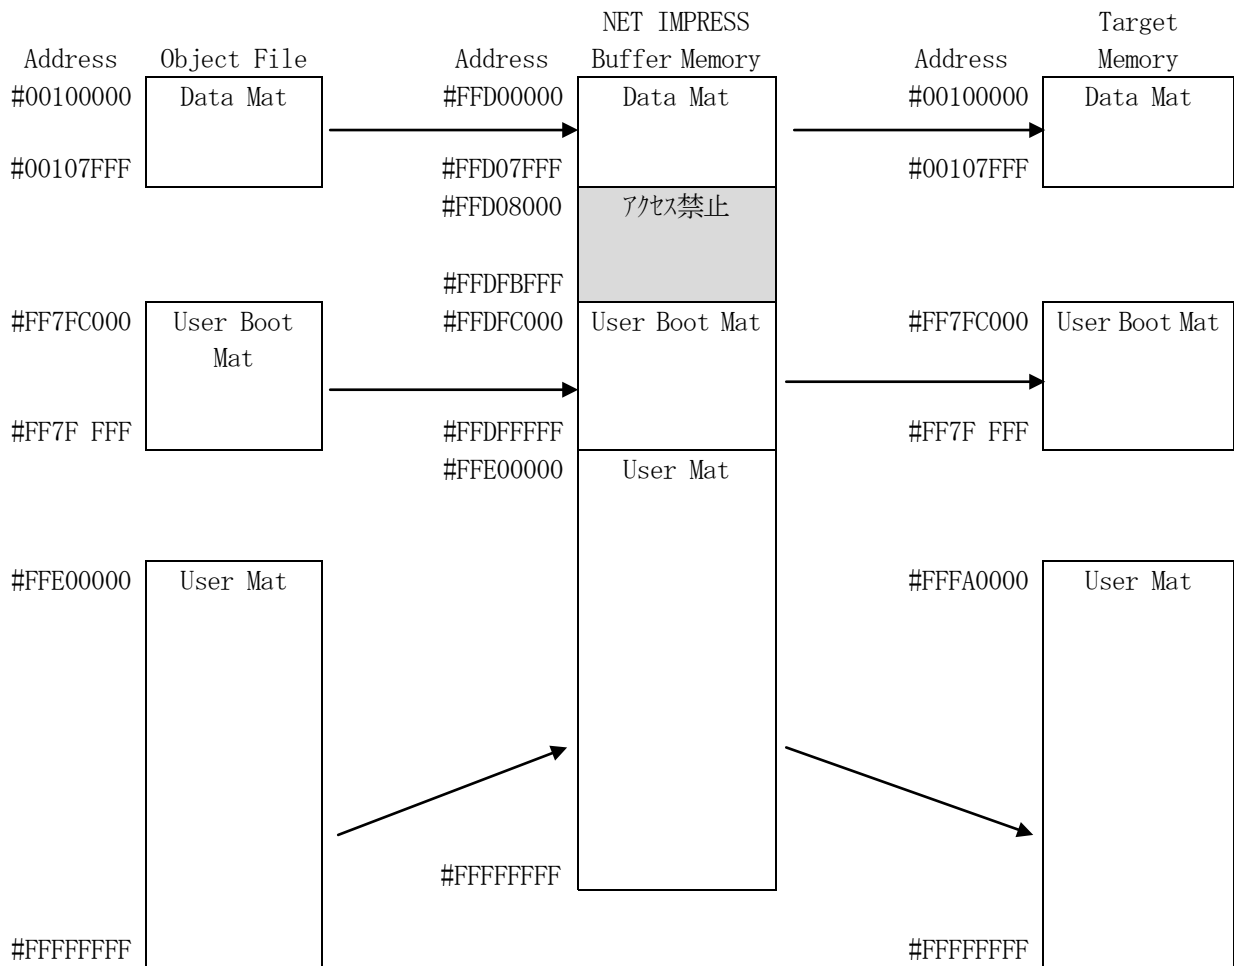 NET IMPRESS Target
Address Object File Address Buffer Memory Address Memory
#00100000 Data Mat #FFD00000 Data Mat #00100000 Data Mat
#00107FFF #FFD07FFF #00107FFF
#FFD08000 アクセス禁止
#FFDFBFFF
#FF7FC000 User Boot #FFDFC000 User Boot Mat #FF7FC000 User Boot Mat
Mat
#FF7F FFF #FFDFFFFF #FF7F FFF
#FFE00000 User Mat
#FFE00000 User Mat #FFFA0000 User Mat
#FFFFFFFF
#FFFFFFFF #FFFFFFFF